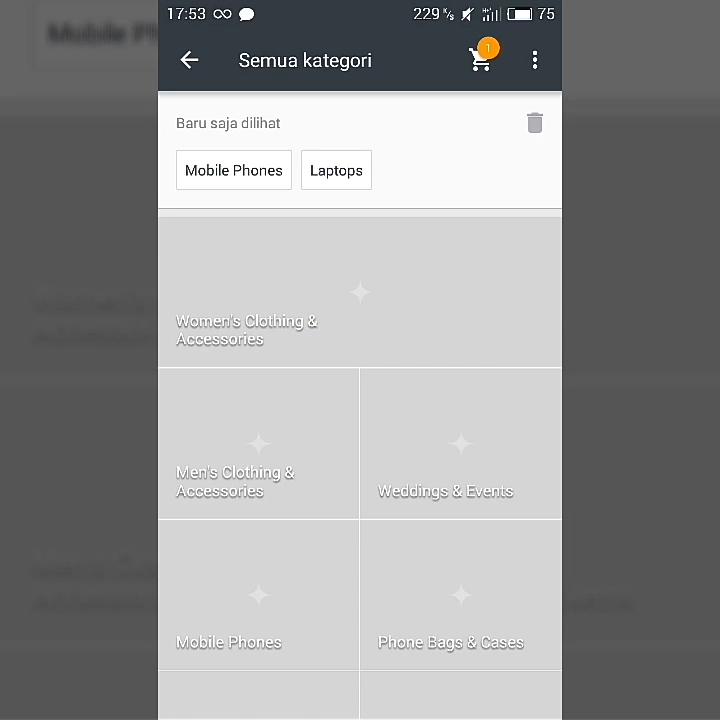 17:53 229 K/s 75
Semua kategori
1
Baru saja dilihat
Mobile Phones
Laptops
Women's Clothing &
Accessories
Men's Clothing &
Accessories
Weddings & Events
Mobile Phones
Phone Bags & Cases